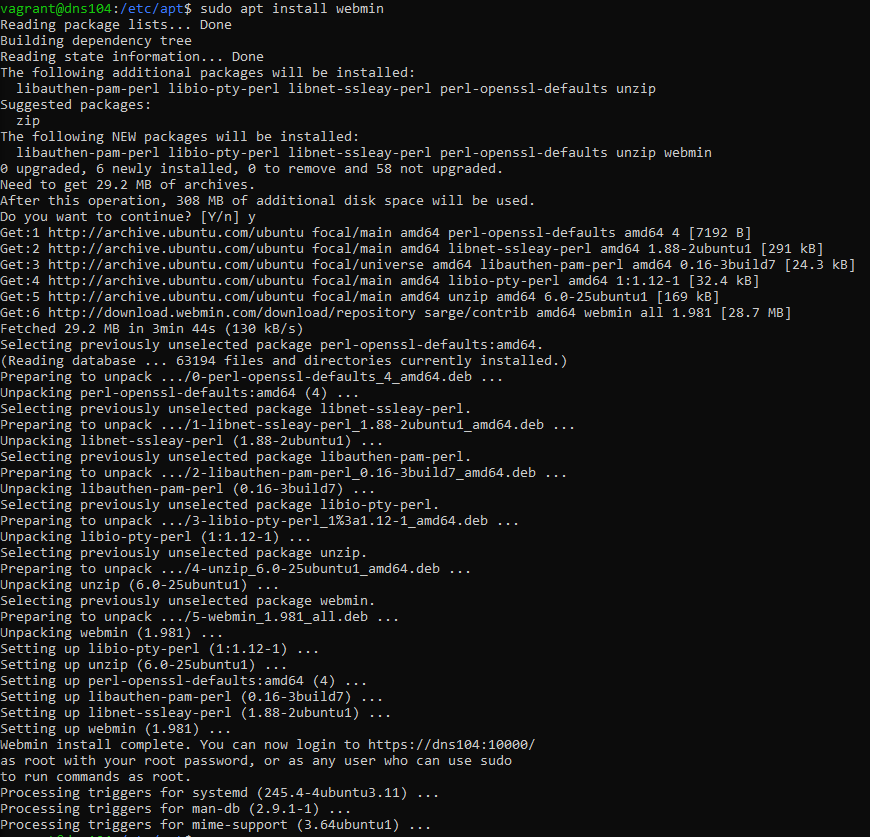 vagrant@dns104:/etc/apt$ sudo apt install webmin
Reading package lists... Done
Building dependency tree
Reading state information... Done
The following additional packages will be installed:
  libauthen-pam-perl libio-pty-perl libnet-ssleay-perl perl-openssl-defaults unzip
Suggested packages:
  zip
The following NEW packages will be installed:
  libauthen-pam-perl libio-pty-perl libnet-ssleay-perl perl-openssl-defaults unzip webmin
0 upgraded, 6 newly installed, 0 to remove and 58 not upgraded.
Need to get 29.2 MB of archives.
After this operation, 308 MB of additional disk space will be used.
Do you want to continue? [Y/n] y
Get:1 http://archive.ubuntu.com/ubuntu focal/main amd64 perl-openssl-defaults amd64 4 [7192 B]
Get:2 http://archive.ubuntu.com/ubuntu focal/main amd64 libnet-ssleay-perl amd64 1.88-2ubuntu1 [291 kB]
Get:3 http://archive.ubuntu.com/ubuntu focal/universe amd64 libauthen-pam-perl amd64 0.16-3build7 [24.3 kB]
Get:4 http://archive.ubuntu.com/ubuntu focal/main amd64 libio-pty-perl amd64 1:1.12-1 [32.4 kB]
Get:5 http://archive.ubuntu.com/ubuntu focal/main amd64 unzip amd64 6.0-25ubuntu1 [169 kB]
Get:6 http://download.webmin.com/download/repository sarge/contrib amd64 webmin all 1.981 [28.7 MB]
Fetched 29.2 MB in 3min 44s (130 kB/s)
Selecting previously unselected package perl-openssl-defaults:amd64.
(Reading database ... 63194 files and directories currently installed.)
Preparing to unpack .../0-perl-openssl-defaults_4_amd64.deb ...
Unpacking perl-openssl-defaults:amd64 (4) ...
Selecting previously unselected package libnet-ssleay-perl.
Preparing to unpack .../1-libnet-ssleay-perl_1.88-2ubuntu1_amd64.deb ...
Unpacking libnet-ssleay-perl (1.88-2ubuntu1) ...
Selecting previously unselected package libauthen-pam-perl.
Preparing to unpack .../2-libauthen-pam-perl_0.16-3build7_amd64.deb ...
Unpacking libauthen-pam-perl (0.16-3build7) ...
Selecting previously unselected package libio-pty-perl.
Preparing to unpack .../3-libio-pty-perl_1%3a1.12-1_amd64.deb ...
Unpacking libio-pty-perl (1:1.12-1) ...
Selecting previously unselected package unzip.
Preparing to unpack .../4-unzip_6.0-25ubuntu1_amd64.deb ...
Unpacking unzip (6.0-25ubuntu1) ...
Selecting previously unselected package webmin.
Preparing to unpack .../5-webmin_1.981_all.deb ...
Unpacking webmin (1.981) ...
Setting up libio-pty-perl (1:1.12-1) ...
Setting up unzip (6.0-25ubuntu1) ...
Setting up perl-openssl-defaults:amd64 (4) ...
Setting up libauthen-pam-perl (0.16-3build7) ...
Setting up libnet-ssleay-perl (1.88-2ubuntu1) ...
Setting up webmin (1.981) ...
Webmin install complete. You can now login to https://dns104:10000/
as root with your root password, or as any user who can use sudo
to run commands as root.
Processing triggers for systemd (245.4-4ubuntu3.11) ...
Processing triggers for man-db (2.9.1-1) ...
Processing triggers for mime-support (3.64ubuntu1) ...